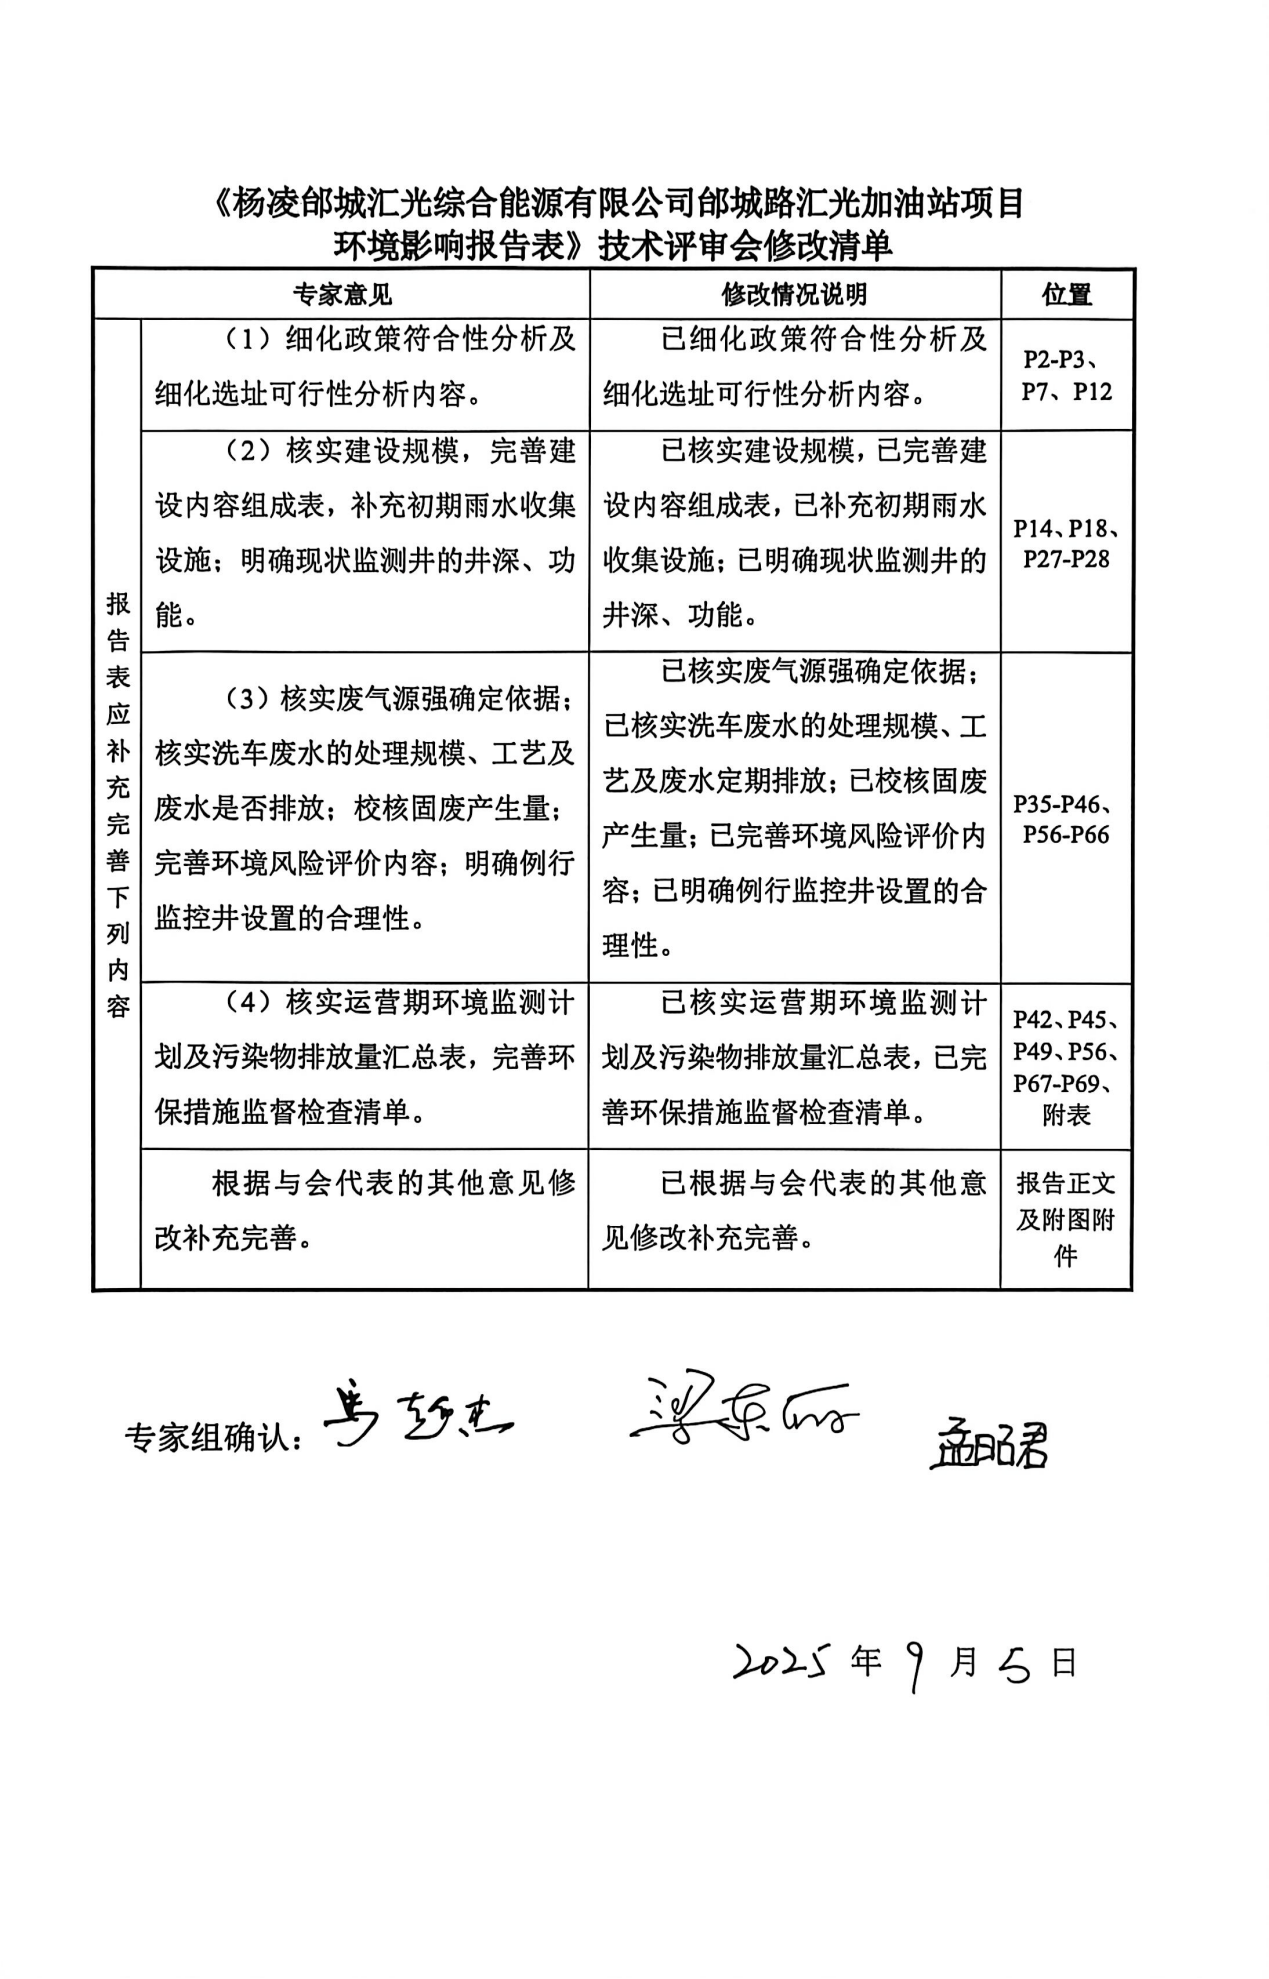 《杨凌邰城汇光综合能源有限公司邰城路汇光加油站项目
环境影响报告表》技术评审会修改清单
专家意见 修改情况说明 位置
报告表应补充完善下列内容
（1）细化政策符合性分析及
细化选址可行性分析内容。
已细化政策符合性分析及
细化选址可行性分析内容。
P2-P3、
P7、P12
（2）核实建设规模，完善建
设内容组成表，补充初期雨水收集
设施；明确现状监测井的井深、功
能。
已核实建设规模，已完善建
设内容组成表，已补充初期雨水
收集设施；已明确现状监测井的
井深、功能。
P14、P18、
P27-P28
（3）核实废气源强确定依据；
核实洗车废水的处理规模、工艺及
废水是否排放；校核固废产生量；
完善环境风险评价内容；明确例行
监控井设置的合理性。
已核实废气源强确定依据；
已核实洗车废水的处理规模、工
艺及废水定期排放；已校核固废
产生量；已完善环境风险评价内
容；已明确例行监控井设置的合
理性。
P35-P46、
P56-P66
（4）核实运营期环境监测计
划及污染物排放量汇总表，完善环
保措施监督检查清单。
已核实运营期环境监测计
划及污染物排放量汇总表，已完
善环保措施监督检查清单。
P42、P45、
P49、P56、
P67-P69、
附表
根据与会代表的其他意见修
改补充完善。
已根据与会代表的其他意
见修改补充完善。
报告正文
及附图附
件
专家组确认： 梁东丽 孟昭君
2025年9月5日